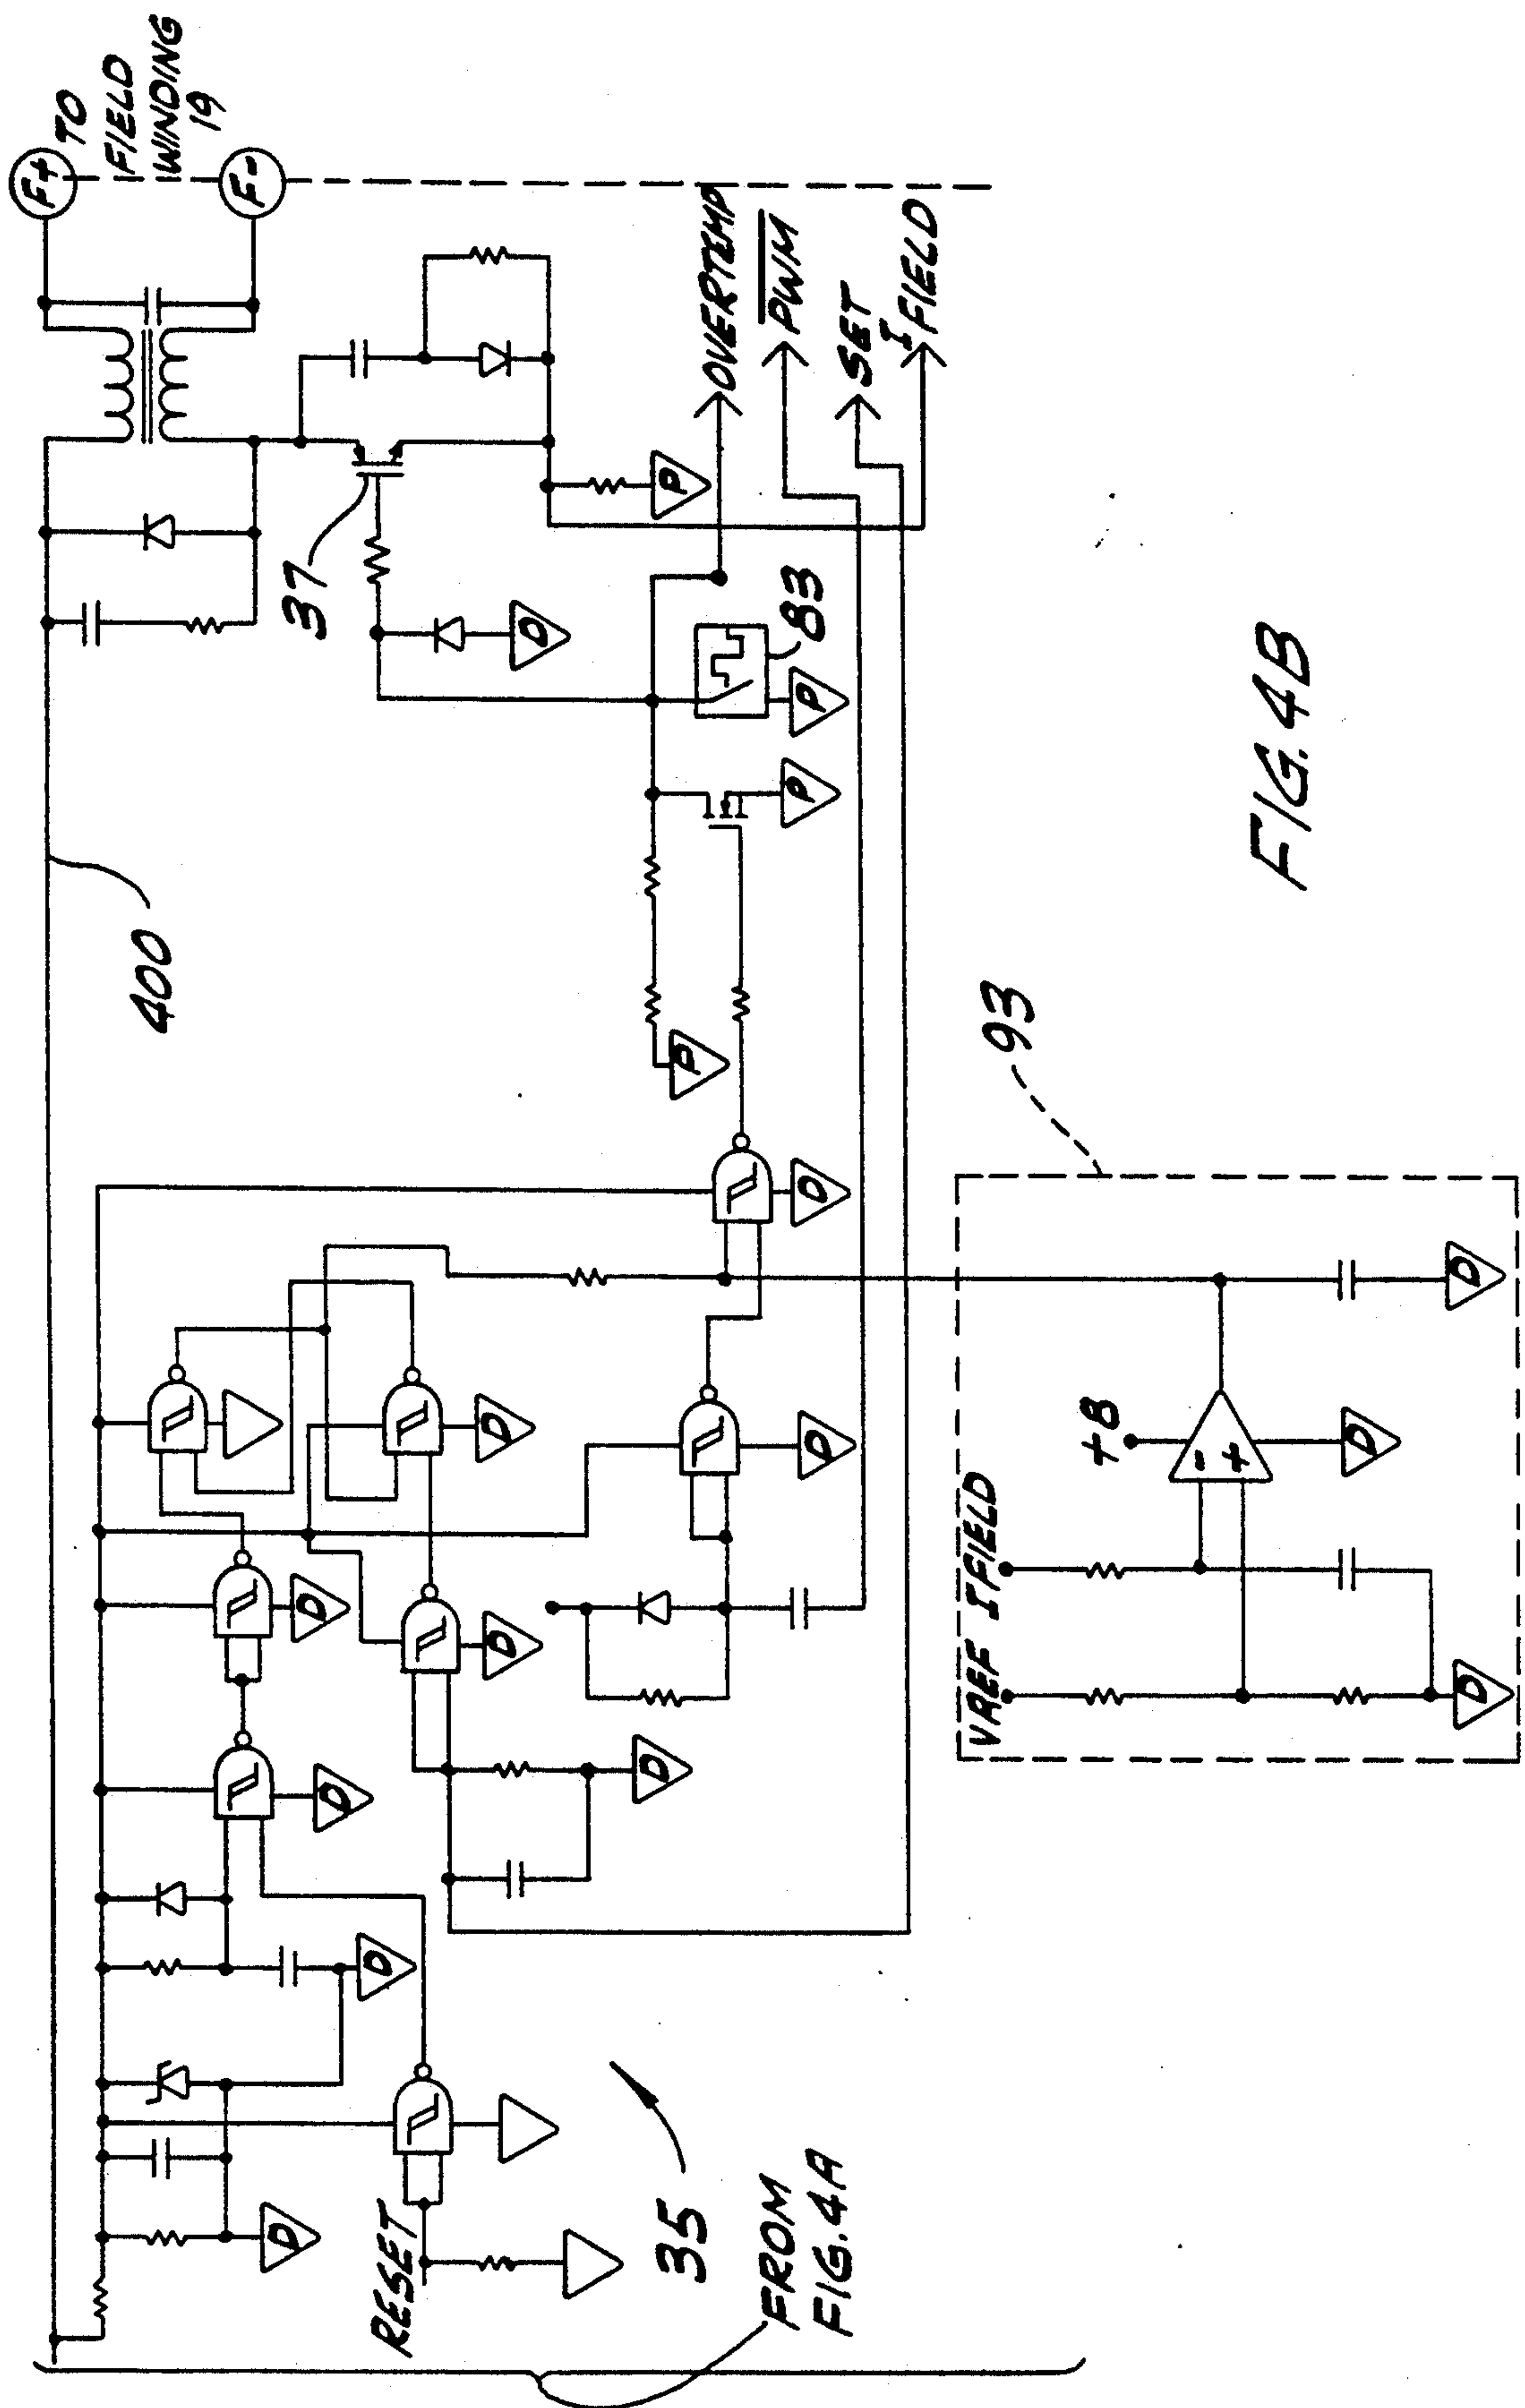 F+
TO
FIELD
WINDING
19
F-
400
37
D
OVERTEMP
PWM
SET
I FIELD
P
83
P
P
P
D
D
D
D
D
D
D
D
D
D
RESET
35
FROM
FIG. 4A
93
VREF
IFIELD
+8
-
+
D
D
D
FIG. 4B